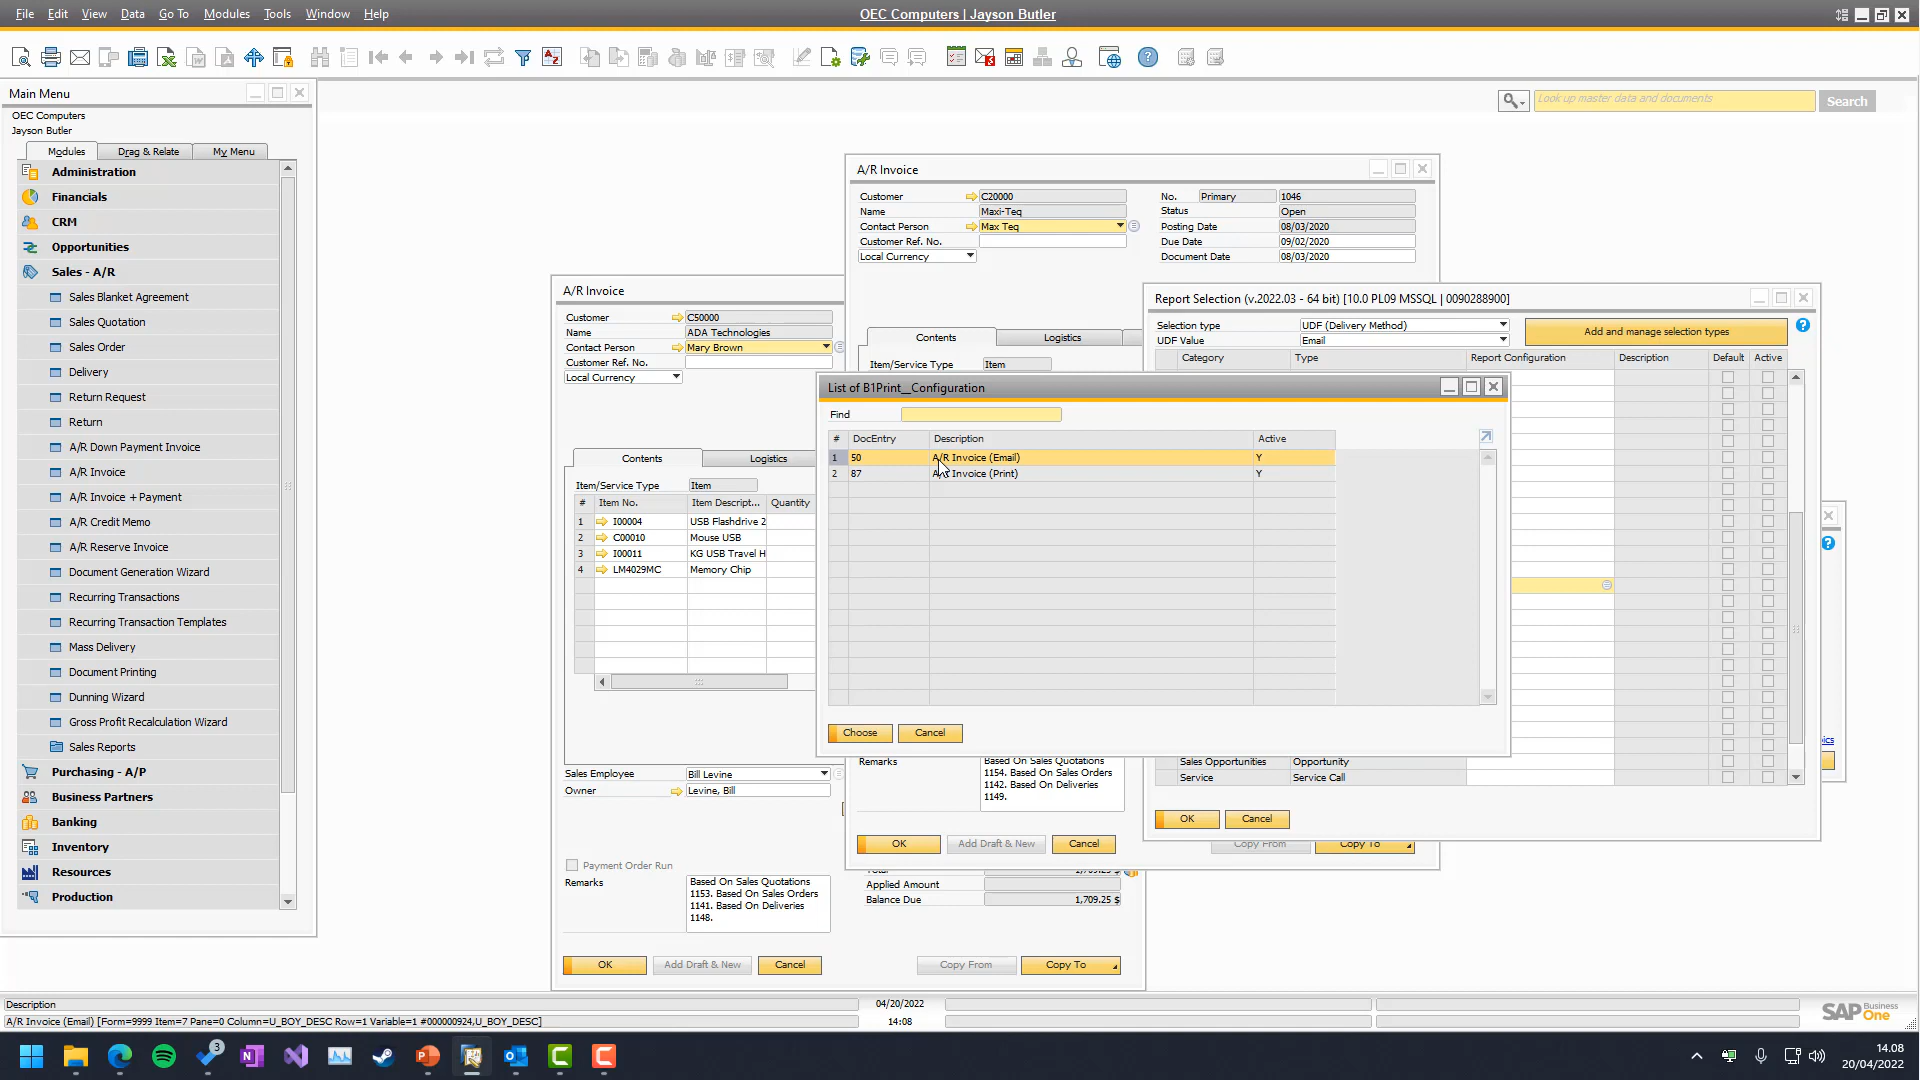 File Edit View Data Go To Modules Tools Window Help
OEC Computers | Jayson Butler
Look up master data and documents
Search
Main Menu
OEC Computers
Jayson Butler
Modules Drag & Relate My Menu
Administration
Financials
CRM
Opportunities
Sales - A/R
Sales Blanket Agreement
Sales Quotation
Sales Order
Delivery
Return Request
Return
A/R Down Payment Invoice
A/R Invoice
A/R Invoice + Payment
A/R Credit Memo
A/R Reserve Invoice
Document Generation Wizard
Recurring Transactions
Recurring Transaction Templates
Mass Delivery
Document Printing
Dunning Wizard
Gross Profit Recalculation Wizard
Sales Reports
Purchasing - A/P
Business Partners
Banking
Inventory
Resources
Production
A/R Invoice
Customer C50000
Name ADA Technologies
Contact Person Mary Brown
Customer Ref. No.
Local Currency
Contents Logistics
Item/Service Type Item
# Item No. Item Descript... Quantity
1 I00004 USB Flashdrive 2
2 C00010 Mouse USB
3 I00011 KG USB Travel H
4 LM4029MC Memory Chip
Sales Employee Bill Levine
Owner Levine, Bill
Payment Order Run
Remarks Based On Sales Quotations
1153. Based On Sales Orders
1141. Based On Deliveries
1148.
Applied Amount
Balance Due 1,709.25 $
OK Add Draft & New Cancel Copy From Copy To
A/R Invoice
Customer C20000 No. Primary 1046
Name Maxi-Teq Status Open
Contact Person Max Teq Posting Date 08/03/2020
Customer Ref. No. Due Date 09/02/2020
Local Currency Document Date 08/03/2020
Contents Logistics
Item/Service Type Item
Remarks Based On Sales Quotations
1154. Based On Sales Orders
1142. Based On Deliveries
1149.
OK Add Draft & New Cancel Copy From Copy To
Report Selection (v.2022.03 - 64 bit) [10.0 PL09 MSSQL | 0090288900]
Selection type UDF (Delivery Method) Add and manage selection types
UDF Value Email
Category Type Report Configuration Description Default Active
Sales Opportunities Opportunity
Service Service Call
OK Cancel
List of B1Print__Configuration
Find
# DocEntry Description Active
1 50 A/R Invoice (Email) Y
2 87 A/R Invoice (Print) Y
Choose Cancel
Description 04/20/2022
A/R Invoice (Email) [Form=9999 Item=7 Pane=0 Column=U_BOY_DESC Row=1 Variable=1 #000000924,U_BOY_DESC] 14:08
SAP Business One
3
14.08
20/04/2022